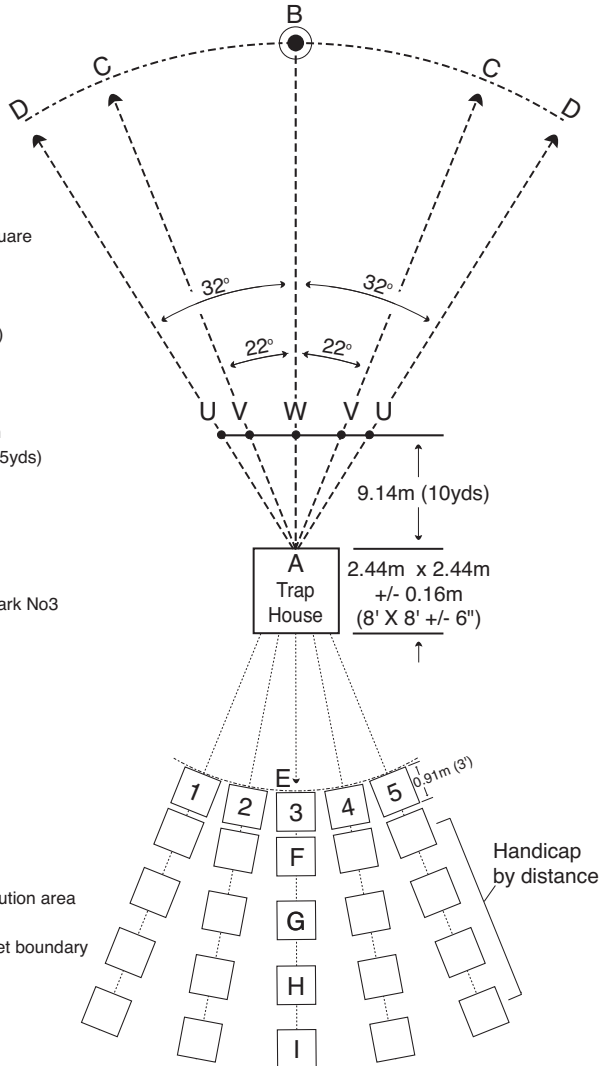 B
C C
D D
uare
32° 32°
)
22° 22°
U V W V U
5yds)
9.14m (10yds)
A
Trap
House
2.44m x 2.44m
+/- 0.16m
(8' X 8' +/- 6")
ark No3
E
0.91m (3')
1 2 3 4 5
F
Handicap
by distance
ution area
G
et boundary
H
I